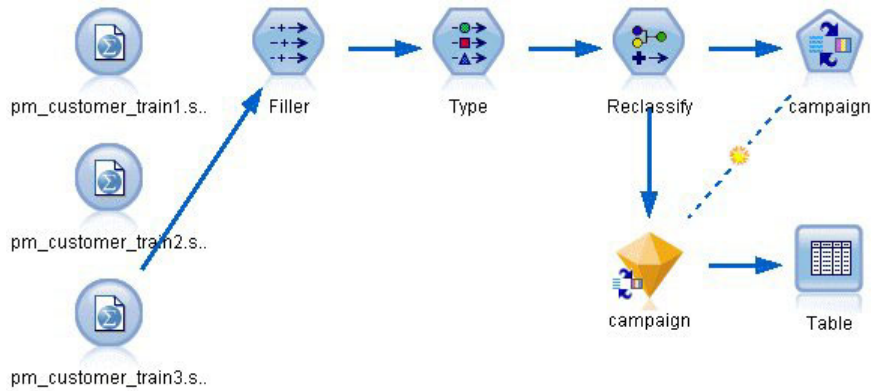 pm_customer_train1.s..
Filler
Type
Reclassify
campaign
pm_customer_train2.s..
campaign
Table
pm_customer_train3.s..